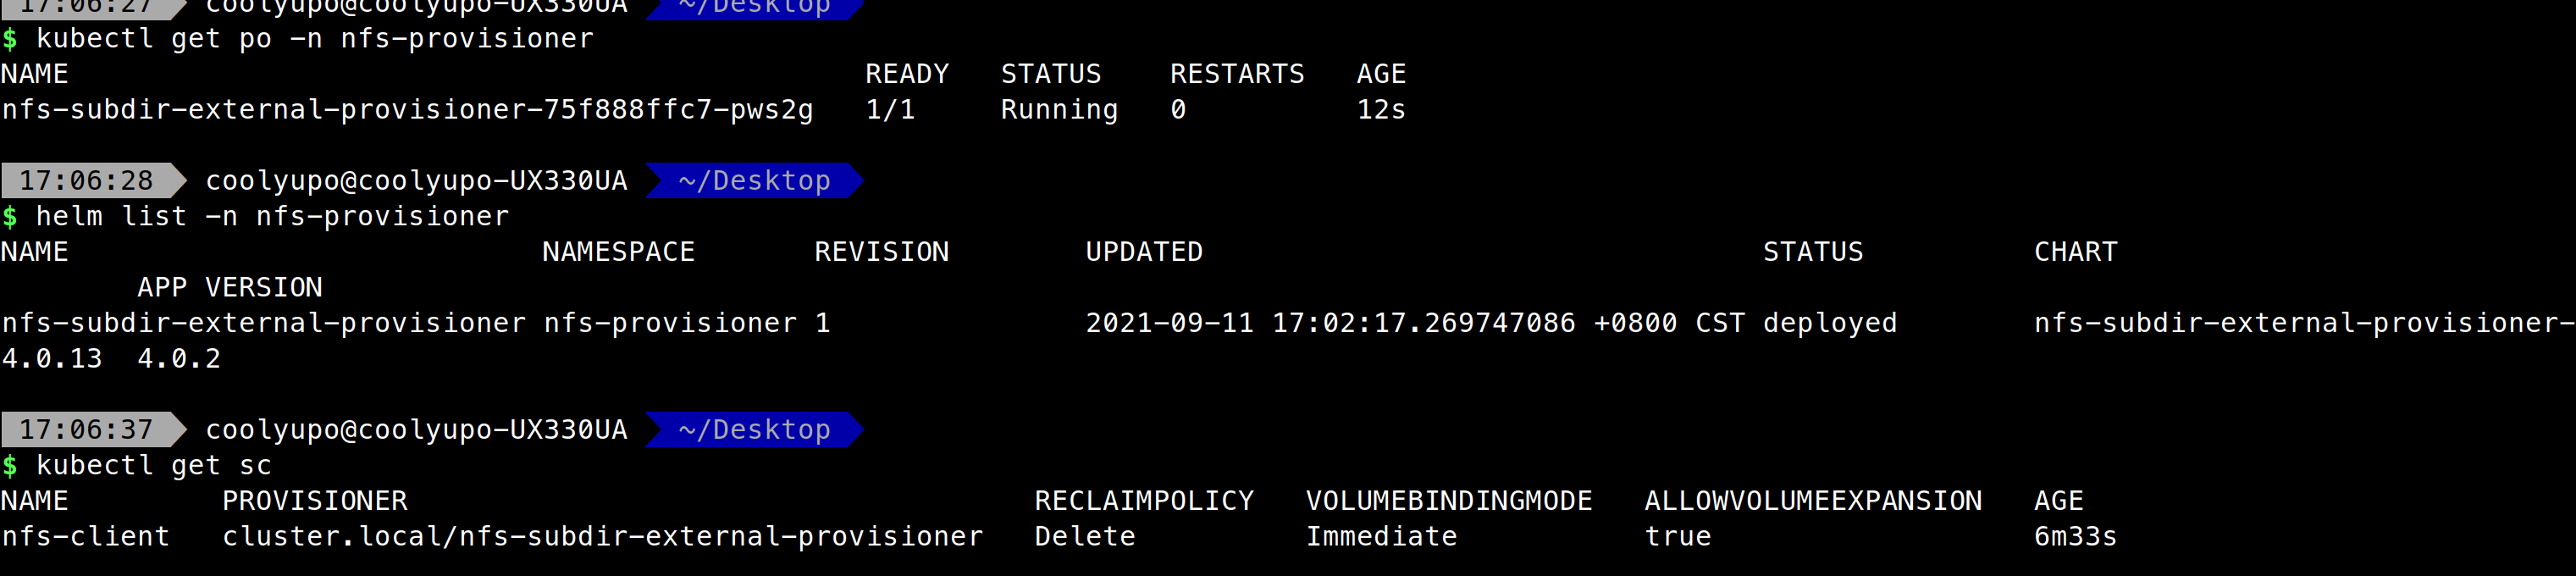 17:06:27 coolyupo@coolyupo-UX330UA ~/Desktop
$ kubectl get po -n nfs-provisioner
NAME READY STATUS RESTARTS AGE
nfs-subdir-external-provisioner-75f888ffc7-pws2g 1/1 Running 0 12s
17:06:28 coolyupo@coolyupo-UX330UA ~/Desktop
$ helm list -n nfs-provisioner
NAME NAMESPACE REVISION UPDATED STATUS CHART
APP VERSION
nfs-subdir-external-provisioner nfs-provisioner 1 2021-09-11 17:02:17.269747086 +0800 CST deployed nfs-subdir-external-provisioner-
4.0.13 4.0.2
17:06:37 coolyupo@coolyupo-UX330UA ~/Desktop
$ kubectl get sc
NAME PROVISIONER RECLAIMPOLICY VOLUMEBINDINGMODE ALLOWVOLUMEEXPANSION AGE
nfs-client cluster.local/nfs-subdir-external-provisioner Delete Immediate true 6m33s